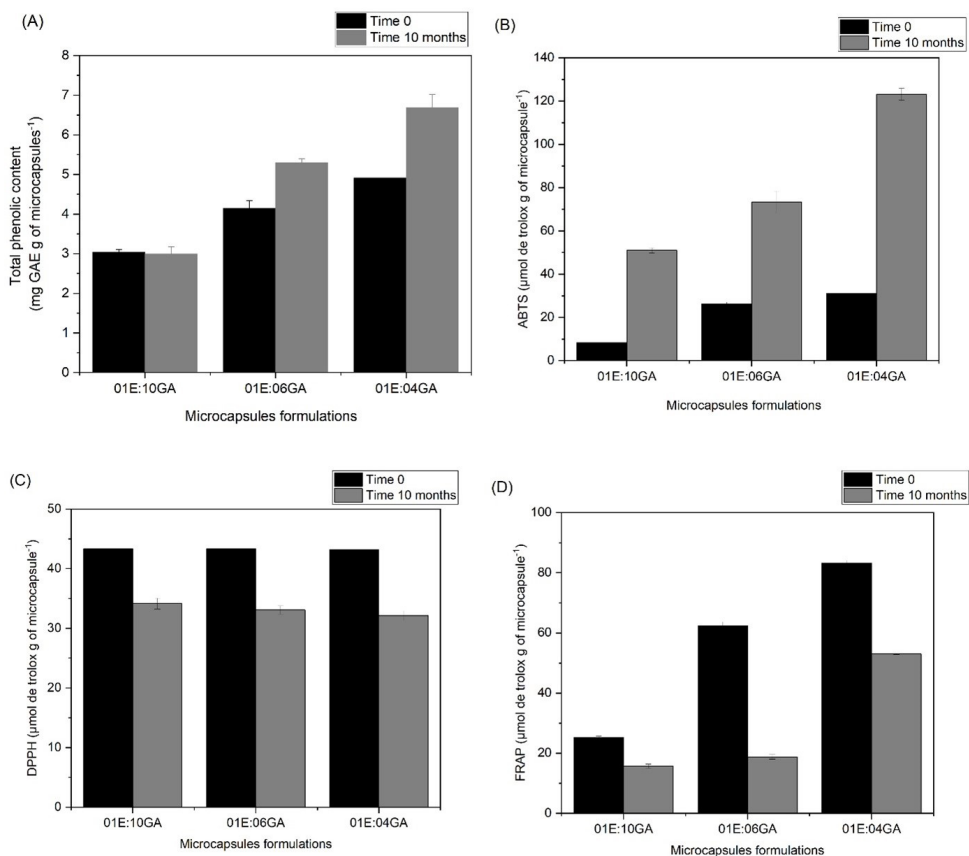 (A)
Time 0
Time 10 months
Total phenolic content
(mg GAE g of microcapsules⁻¹)
8
7
6
5
4
3
2
1
0
01E:10GA 01E:06GA 01E:04GA
Microcapsules formulations
(B)
Time 0
Time 10 months
ABTS (μmol de trolox g of microcapsule⁻¹)
140
120
100
80
60
40
20
0
01E:10GA 01E:06GA 01E:04GA
Microcapsules formulations
(C)
Time 0
Time 10 months
DPPH (μmol de trolox g of microcapsule⁻¹)
50
40
30
20
10
0
01E:10GA 01E:06GA 01E:04GA
Microcapsules formulations
(D)
Time 0
Time 10 months
FRAP (μmol de trolox g of microcapsule⁻¹)
100
80
60
40
20
0
01E:10GA 01E:06GA 01E:04GA
Microcapsules formulations